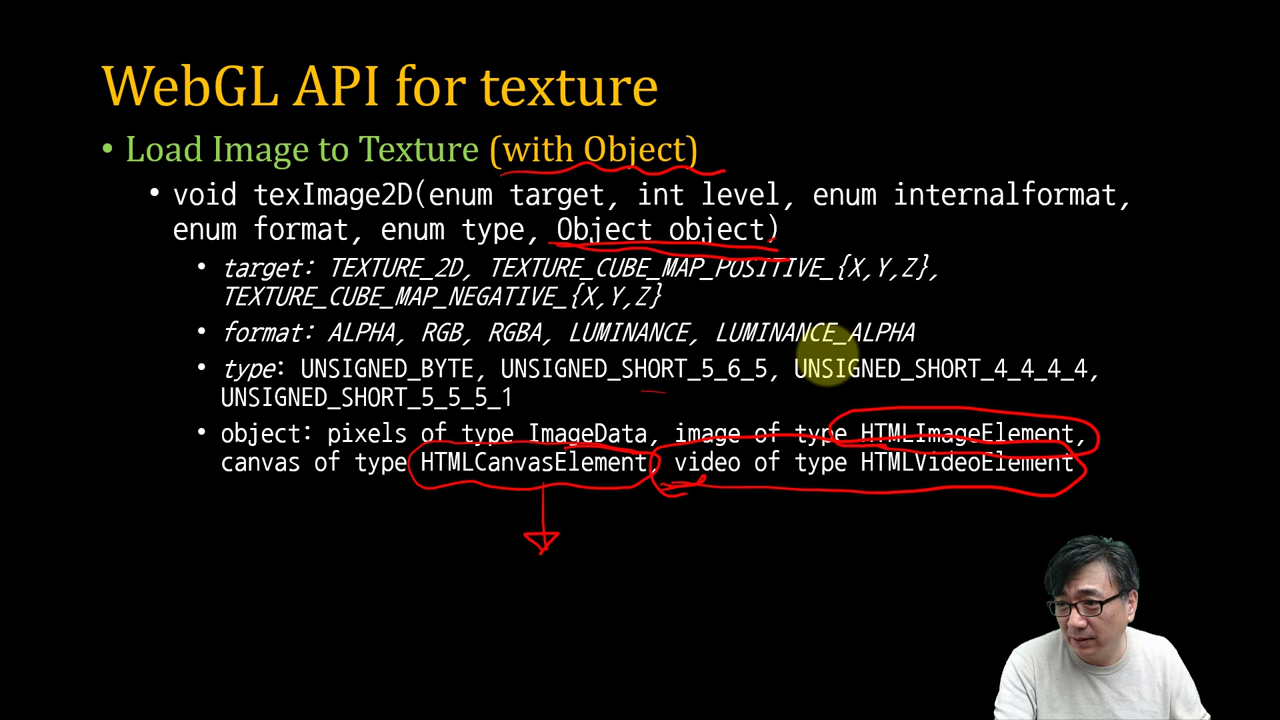 WebGL API for texture
• Load Image to Texture (with Object)
• void texImage2D(enum target, int level, enum internalformat,
enum format, enum type, Object object)
• target: TEXTURE_2D, TEXTURE_CUBE_MAP_POSITIVE_{X,Y,Z},
TEXTURE_CUBE_MAP_NEGATIVE_{X,Y,Z}
• format: ALPHA, RGB, RGBA, LUMINANCE, LUMINANCE_ALPHA
• type: UNSIGNED_BYTE, UNSIGNED_SHORT_5_6_5, UNSIGNED_SHORT_4_4_4_4,
UNSIGNED_SHORT_5_5_5_1
• object: pixels of type ImageData, image of type HTMLImageElement,
canvas of type HTMLCanvasElement, video of type HTMLVideoElement